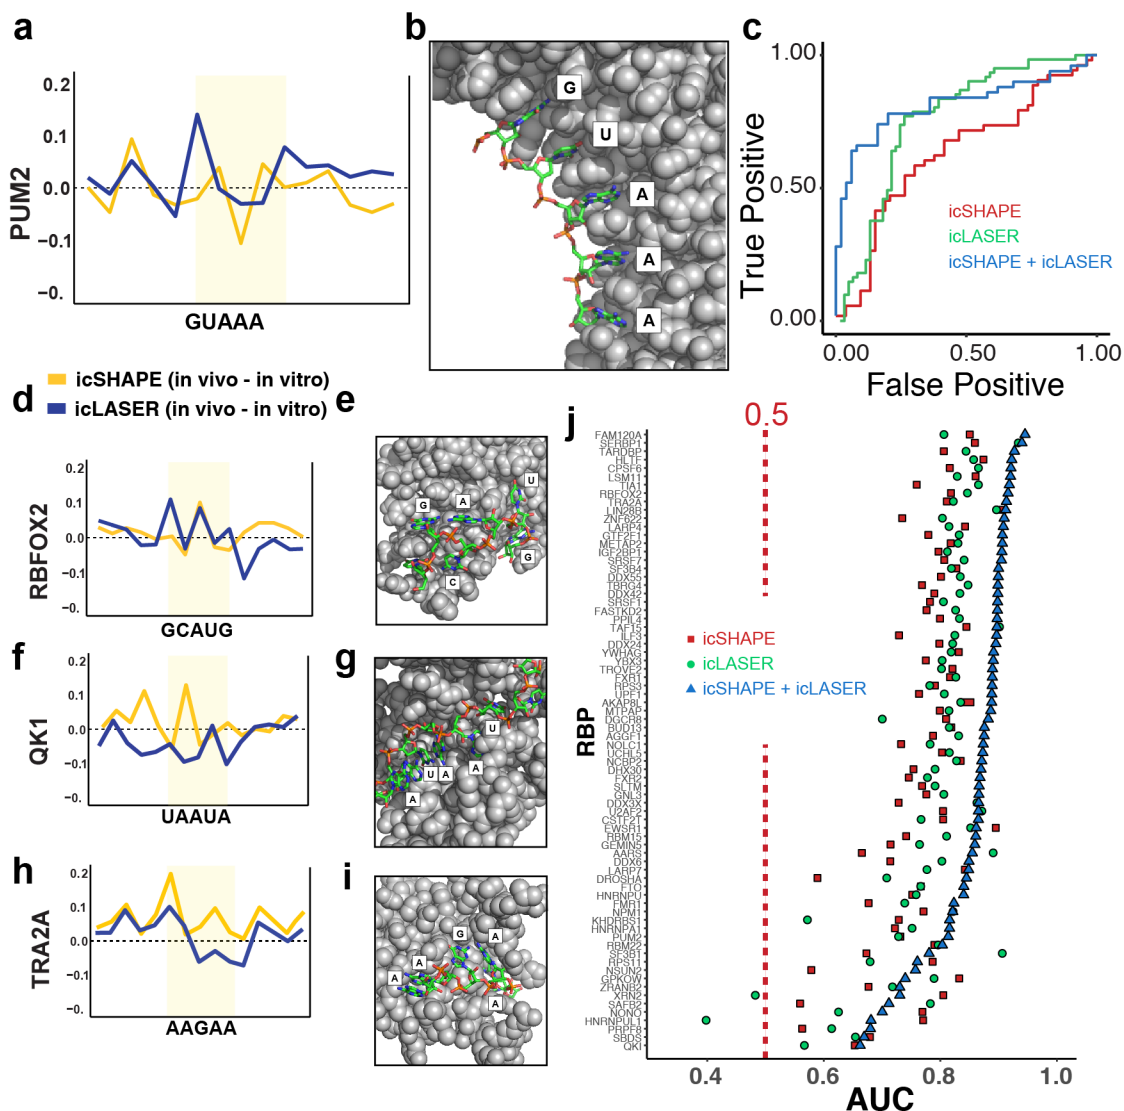 a
0.2
0.1
0.0
−0.1
−0.
PUM2
GUAAA
b
G
U
A
A
A
c
1.00
0.50
0.00
True Positive
icSHAPE
icLASER
icSHAPE + icLASER
0.00 0.50 1.00
False Positive
icSHAPE (in vivo - in vitro)
icLASER (in vivo - in vitro)
d
0.2
0.1
0.0
−0.1
−0.
RBFOX2
GCAUG
e
U
G
A
C
G
f
0.2
0.1
0.0
−0.1
−0.
QK1
UAAUA
g
U
A
U
A
A
h
0.2
0.1
0.0
−0.1
−0.
TRA2A
AAGAA
i
G
A
A
A
A
j
0.5
FAM120A
SERBP1
TARDBP
HLTF
CPSF6
LSM11
TIA1
RBFOX2
TRA2A
LIN28B
ZNF622
LARP4
GTF2F1
METAP2
IGF2BP1
SRSF7
SF3B4
DDX55
TBRG4
DDX42
SRSF1
FASTKD2
PPIL4
TAF15
ILF3
DDX24
YWHAG
YBX3
TROVE2
FXR1
RPS3
UPF1
AKAP8L
MTPAP
DGCR8
BUD13
AGGF1
NOLC1
UCHL5
NCBP2
DHX30
FXR2
SLTM
GNL3
DDX3X
U2AF2
CSTF2T
EWSR1
RBM15
GEMIN5
AARS
DDX6
LARP7
DROSHA
FTO
HNRNPU
FMR1
NPM1
KHDRBS1
HNRNPA1
PUM2
RBM22
SF3B1
RPS11
NSUN2
GPKOW
ZRANB2
XRN2
SAFB2
NONO
HNRNPUL1
PRPF8
SBDS
QKI
RBP
icSHAPE
icLASER
icSHAPE + icLASER
0.4 0.6 0.8 1.0
AUC